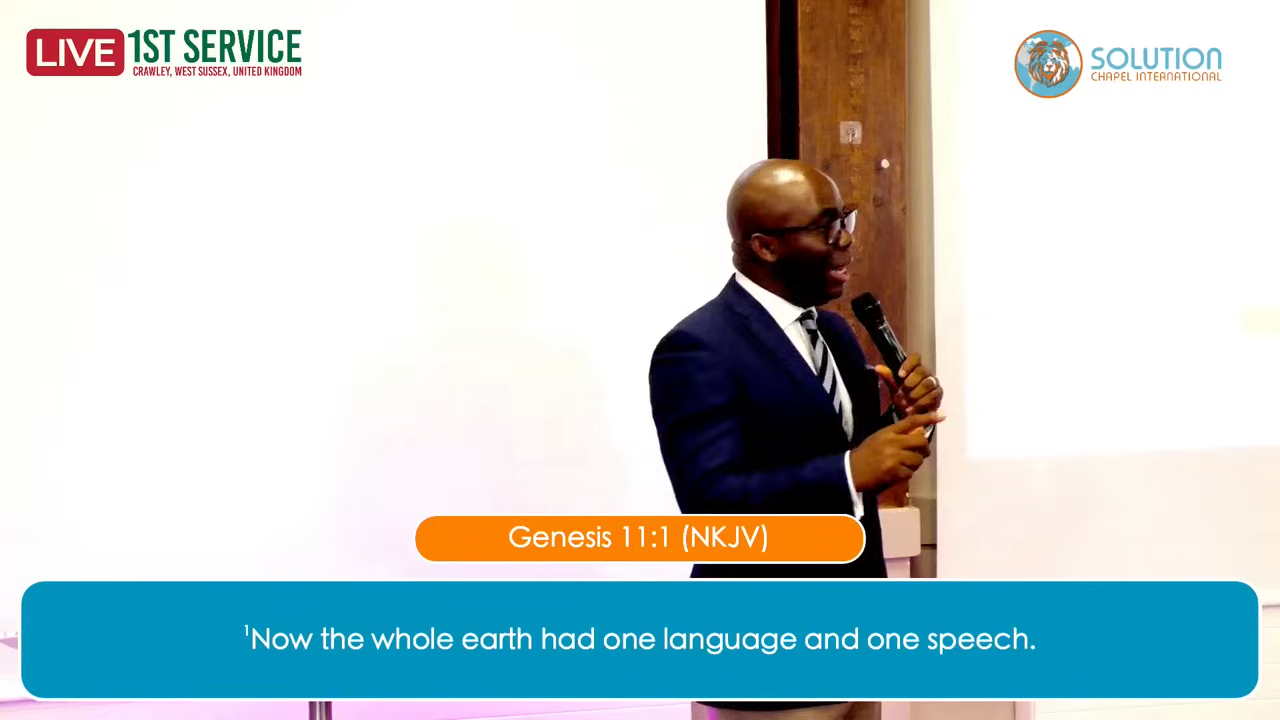 LIVE 1ST SERVICE
CRAWLEY, WEST SUSSEX, UNITED KINGDOM
SOLUTION
CHAPEL INTERNATIONAL
Genesis 11:1 (NKJV)
1Now the whole earth had one language and one speech.